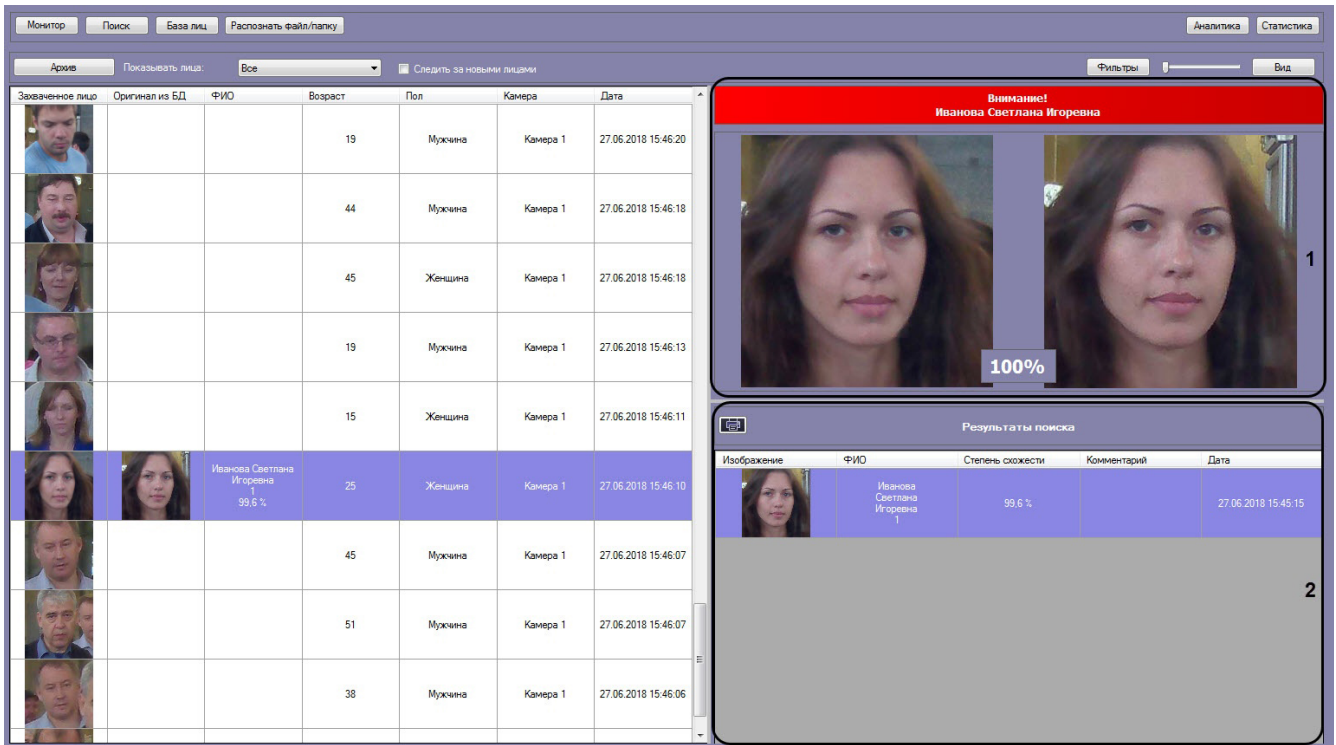 Монитор Поиск База лиц Распознать файл/папку Аналитика Статистика
Архив Показывать лица: Все Следить за новыми лицами Фильтры Вид
Захваченное лицо Оригинал из БД ФИО Возраст Пол Камера Дата
19 Мужчина Камера 1 27.06.2018 15:46:20
44 Мужчина Камера 1 27.06.2018 15:46:18
45 Женщина Камера 1 27.06.2018 15:46:18
19 Мужчина Камера 1 27.06.2018 15:46:13
15 Женщина Камера 1 27.06.2018 15:46:11
Иванова Светлана
Игоревна
1
99,6 %
25 Женщина Камера 1 27.06.2018 15:46:10
45 Мужчина Камера 1 27.06.2018 15:46:07
51 Мужчина Камера 1 27.06.2018 15:46:07
38 Мужчина Камера 1 27.06.2018 15:46:06
Внимание!
Иванова Светлана Игоревна
1
100%
Результаты поиска
Изображение ФИО Степень схожести Комментарий Дата
Иванова
Светлана
Игоревна
1
99,6 % 27.06.2018 15:45:15
2